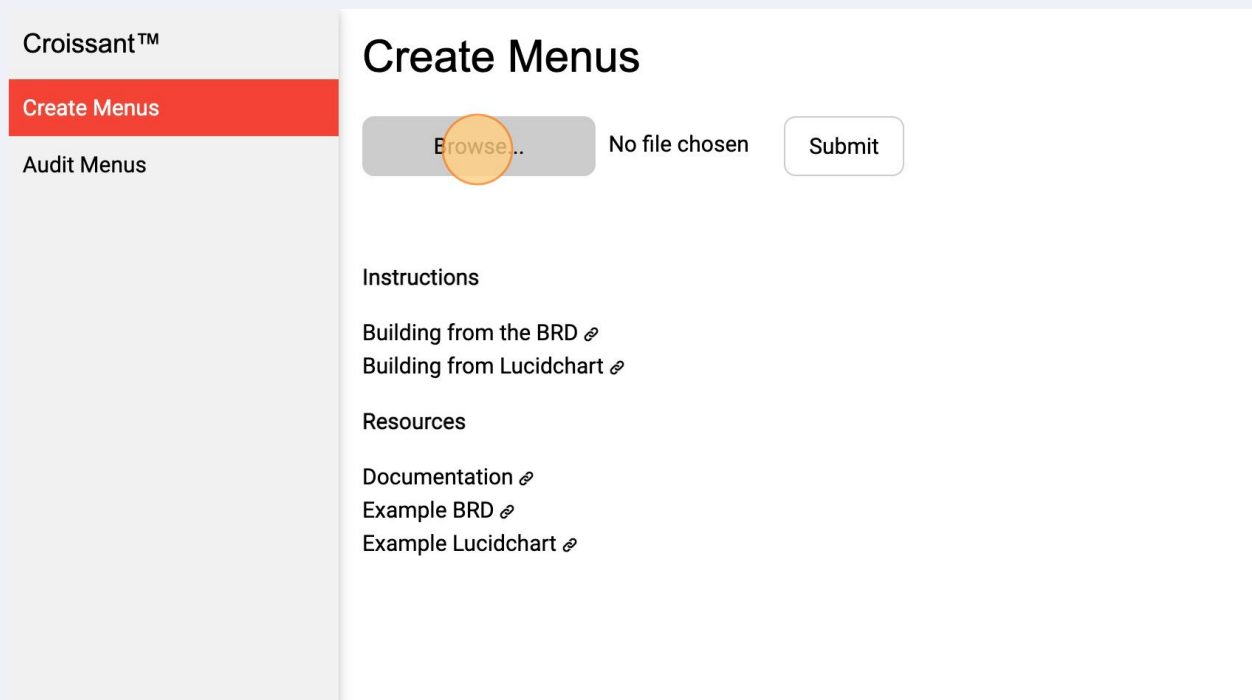 Croissant™
Create Menus
Audit Menus
Create Menus
Browse... No file chosen Submit
Instructions
Building from the BRD
Building from Lucidchart
Resources
Documentation
Example BRD
Example Lucidchart